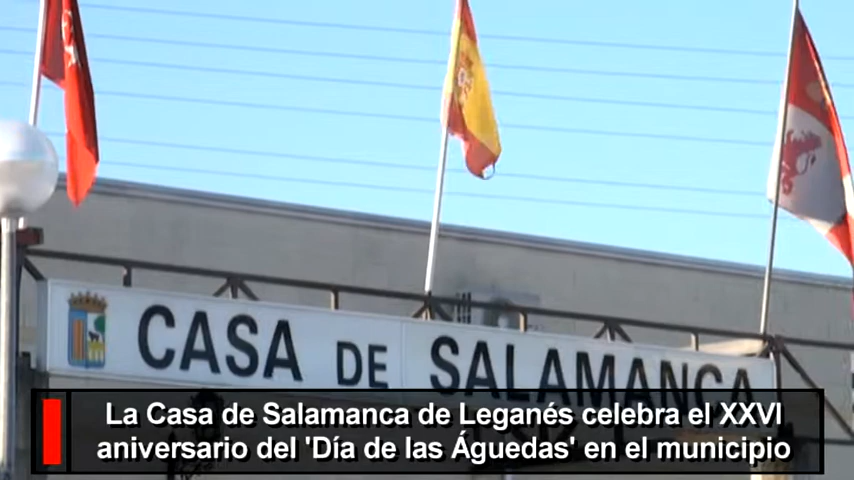 CASA DE SALAMANCA
La Casa de Salamanca de Leganés celebra el XXVI
aniversario del 'Día de las Águedas' en el municipio